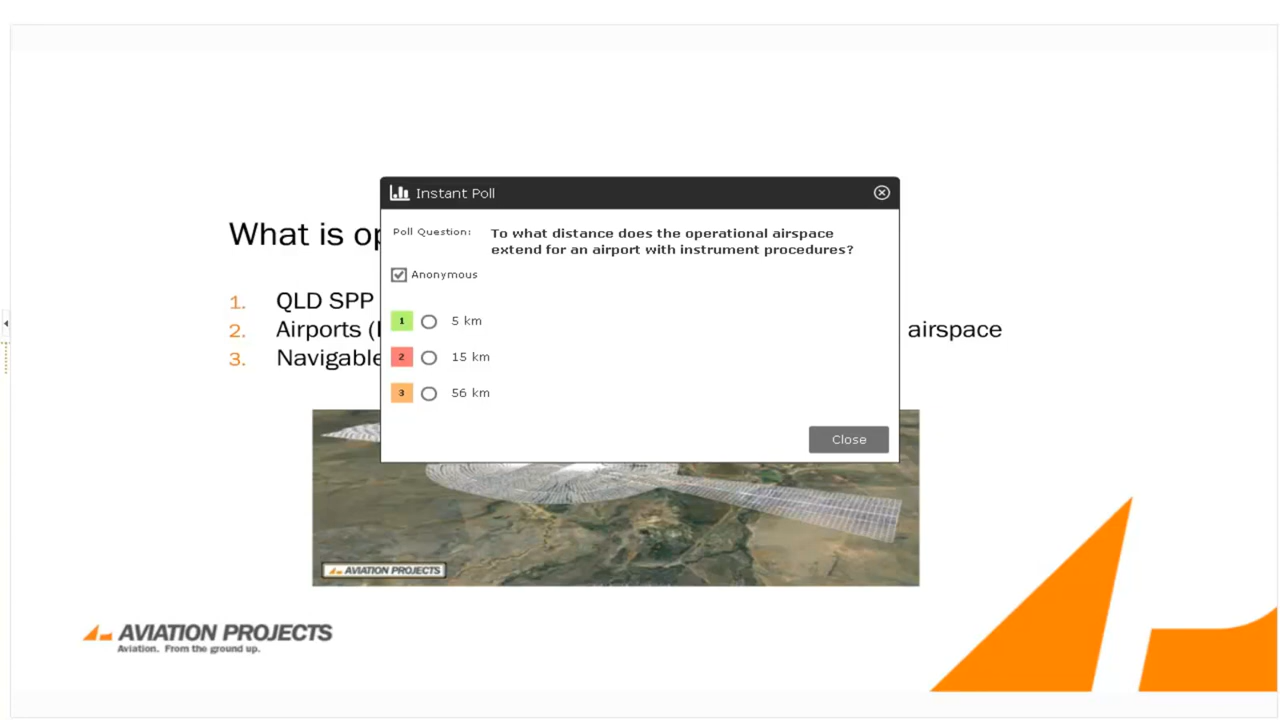 Instant Poll
What is op
Poll Question: To what distance does the operational airspace
extend for an airport with instrument procedures?
Anonymous
1. QLD SPP
2. Airports ( airspace
3. Navigable
1 5 km
2 15 km
3 56 km
Close
AVIATION PROJECTS
AVIATION PROJECTS
Aviation. From the ground up.